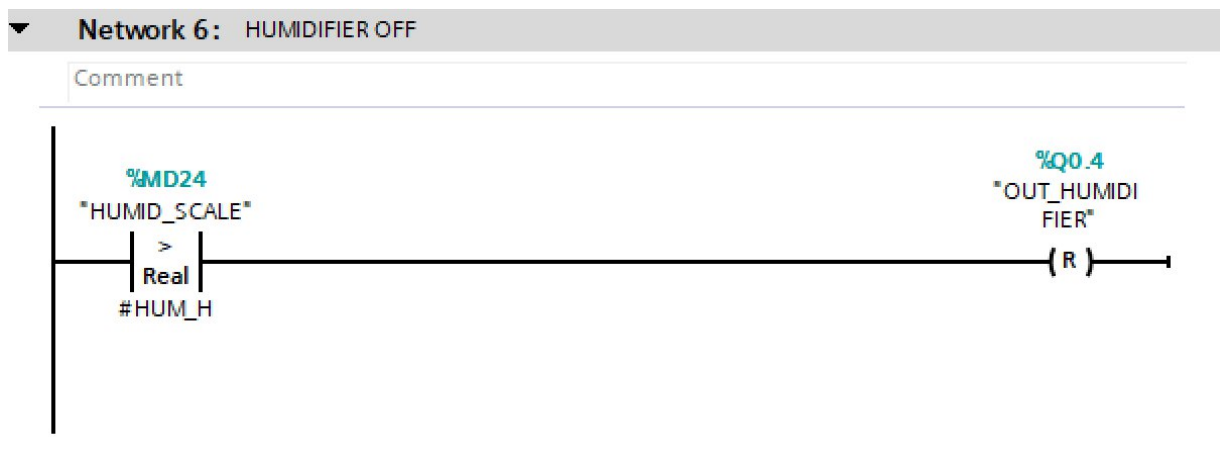 Network 6: HUMIDIFIER OFF
Comment
%MD24
"HUMID_SCALE"
>
Real
#HUM_H
%Q0.4
"OUT_HUMIDI
FIER"
R